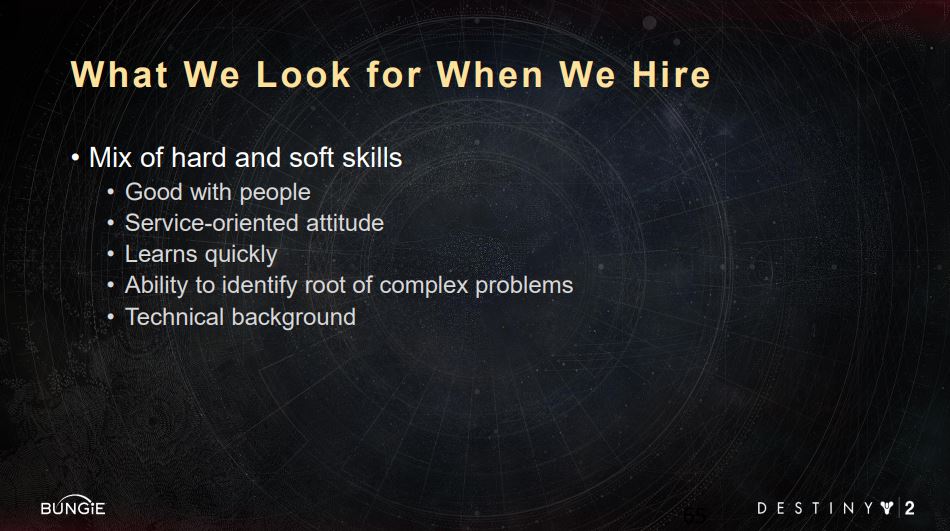 What We Look for When We Hire
• Mix of hard and soft skills
• Good with people
• Service-oriented attitude
• Learns quickly
• Ability to identify root of complex problems
• Technical background
BUNGiE
DESTINY 2